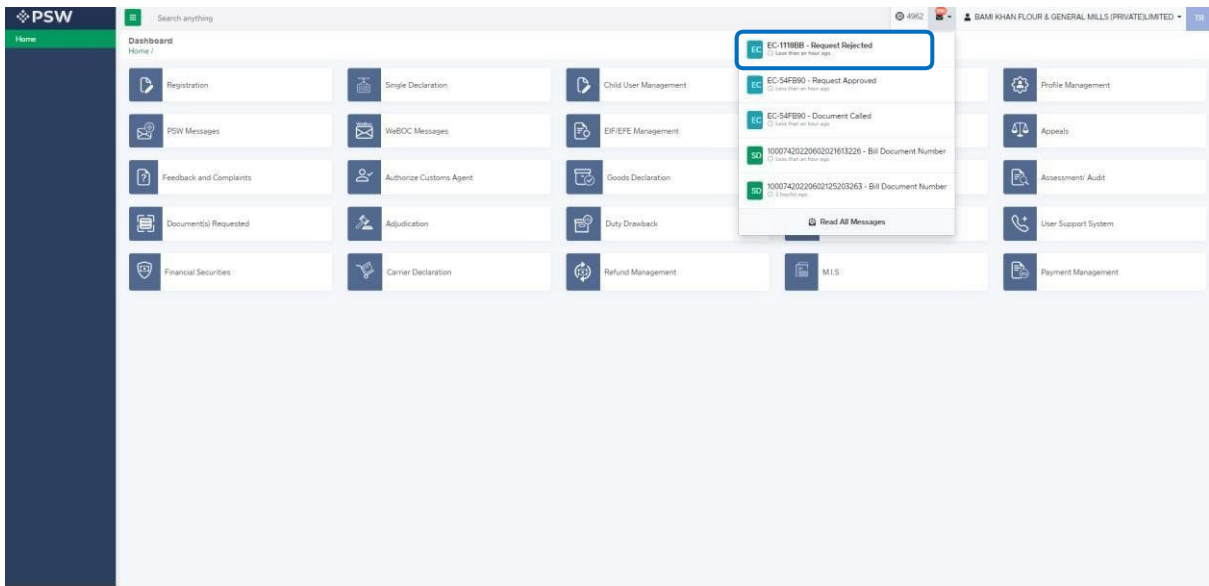 PSW
Search anything
4962
BAMI KHAN FLOUR & GENERAL MILLS (PRIVATE)LIMITED
TR
Home
Dashboard
Home /
EC
EC-1118BB - Request Rejected
Less than an hour ago
EC
EC-54FB90 - Request Approved
Less than an hour ago
EC
EC-54FB90 - Document Called
Less than an hour ago
SD
10007420220602021613226 - Bill Document Number
Less than an hour ago
SD
10007420220602125203263 - Bill Document Number
Read All Messages
Registration
Single Declaration
Child User Management
Profile Management
PSW Messages
WeBOC Messages
EIF/EFE Management
Appeals
Feedback and Complaints
Authorize Customs Agent
Goods Declaration
Assessment/ Audit
Document(s) Requested
Adjudication
Duty Drawback
User Support System
Financial Securities
Carrier Declaration
Refund Management
M.I.S
Payment Management